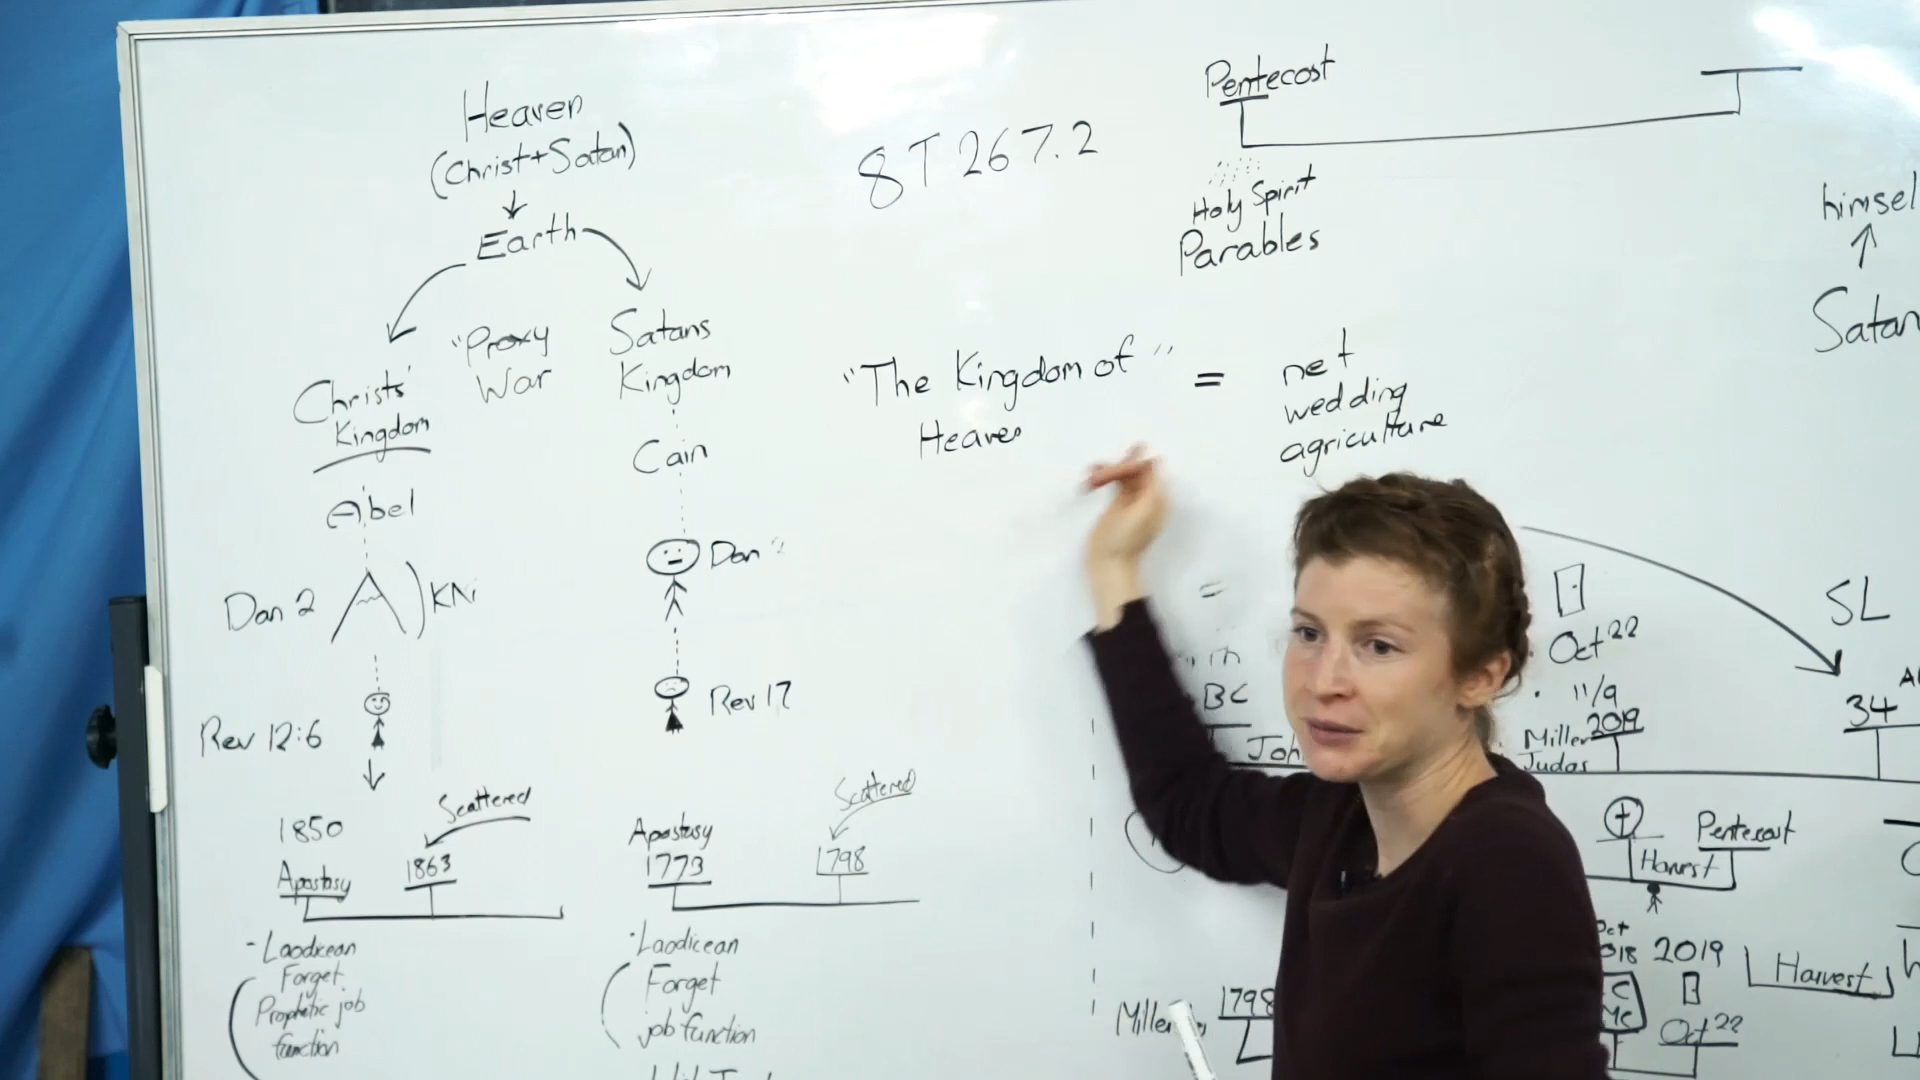 Heaven
(Christ+Satan)
Earth
"Proxy
War
Christs'
Kingdom
Satans
Kingdom
Abel
Cain
Dan 2
Dan
Rev 12:6
Rev 17
1850
Apostasy
Scattered
1863
Apostasy
1773
Scattered
1798
-Laodicean
Forget
Prophetic job
function
·Laodicean
Forget
job function
8T 267.2
Pentecost
Holy Spirit
Parables
"The Kingdom of"
Heaven
=
net
wedding
agriculture
himsel
Satan
=
BC
Joh
Oct 22
· 11/9
2019
Miller
Judas
SL
34
Pentecost
Harvest
2019
Harvest
Oct 22
Miller
1798